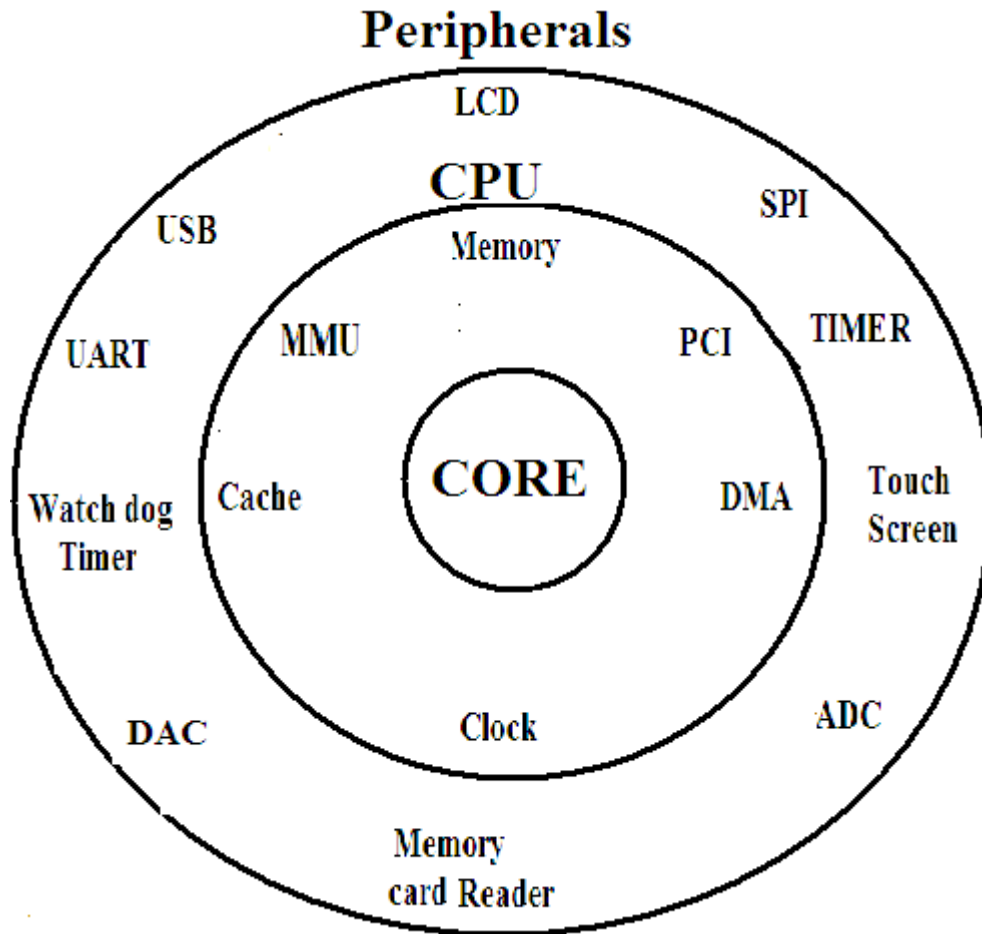 Peripherals
LCD
CPU
SPI
USB
Memory
TIMER
MMU
PCI
UART
CORE
Touch
Screen
Cache
DMA
Watch dog
Timer
Clock
ADC
DAC
Memory
card Reader